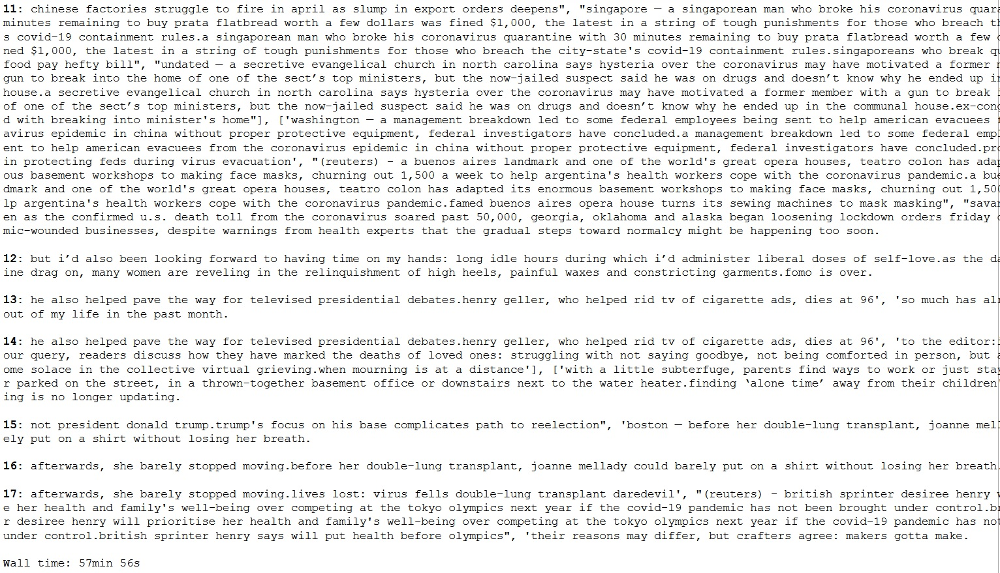 11: chinese factories struggle to fire in april as slump in export orders deepens", "singapore — a singaporean man who broke his coronavirus
minutes remaining to buy prata flatbread worth a few dollars was fined $1,000, the latest in a string of tough punishments for those who breach
s covid-19 containment rules.a singaporean man who broke his coronavirus quarantine with 30 minutes remaining to buy prata flatbread worth a few
ned $1,000, the latest in a string of tough punishments for those who breach the city-state's covid-19 containment rules.singaporeans who break
food pay hefty bill", "undated — a secretive evangelical church in north carolina says hysteria over the coronavirus may have motivated a former
gun to break into the home of one of the sect’s top ministers, but the now-jailed suspect said he was on drugs and doesn’t know why he ended up
house.a secretive evangelical church in north carolina says hysteria over the coronavirus may have motivated a former member with a gun to break
of one of the sect’s top ministers, but the now-jailed suspect said he was on drugs and doesn’t know why he ended up in the communal house.ex-cong
d with breaking into minister's home"], ['washington — a management breakdown led to some federal employees being sent to help american evacuees
avirus epidemic in china without proper protective equipment, federal investigators have concluded.a management breakdown led to some federal empl
ent to help american evacuees from the coronavirus epidemic in china without proper protective equipment, federal investigators have concluded.pro
in protecting feds during virus evacuation', "(reuters) - a buenos aires landmark and one of the world's great opera houses, teatro colon has adap
ous basement workshops to making face masks, churning out 1,500 a week to help argentina's health workers cope with the coronavirus pandemic.a bue
dmark and one of the world's great opera houses, teatro colon has adapted its enormous basement workshops to making face masks, churning out 1,500
lp argentina's health workers cope with the coronavirus pandemic.famed buenos aires opera house turns its sewing machines to mask masking", "savan
en as the confirmed u.s. death toll from the coronavirus soared past 50,000, georgia, oklahoma and alaska began loosening lockdown orders friday
mic-wounded businesses, despite warnings from health experts that the gradual steps toward normalcy might be happening too soon.
12: but i’d also been looking forward to having time on my hands: long idle hours during which i’d administer liberal doses of self-love.as the da
ine drag on, many women are reveling in the relinquishment of high heels, painful waxes and constricting garments.fomo is over.
13: he also helped pave the way for televised presidential debates.henry geller, who helped rid tv of cigarette ads, dies at 96', 'so much has
out of my life in the past month.
14: he also helped pave the way for televised presidential debates.henry geller, who helped rid tv of cigarette ads, dies at 96', 'to the editor:
our query, readers discuss how they have marked the deaths of loved ones: struggling with not saying goodbye, not being comforted in person, but
ome solace in the collective virtual grieving.when mourning is at a distance'], ['with a little subterfuge, parents find ways to work or just stay
r parked on the street, in a thrown-together basement office or downstairs next to the water heater.finding ‘alone time’ away from their children
ing is no longer updating.
15: not president donald trump.trump's focus on his base complicates path to reelection", 'boston — before her double-lung transplant, joanne mell
ely put on a shirt without losing her breath.
16: afterwards, she barely stopped moving.before her double-lung transplant, joanne mellady could barely put on a shirt without losing her breath.
17: afterwards, she barely stopped moving.lives lost: virus fells double-lung transplant daredevil', "(reuters) - british sprinter desiree henry
e her health and family's well-being over competing at the tokyo olympics next year if the covid-19 pandemic has not been brought under control.br
r desiree henry will prioritise her health and family's well-being over competing at the tokyo olympics next year if the covid-19 pandemic has not
under control.british sprinter henry says will put health before olympics", 'their reasons may differ, but crafters agree: makers gotta make.
Wall time: 57min 56s